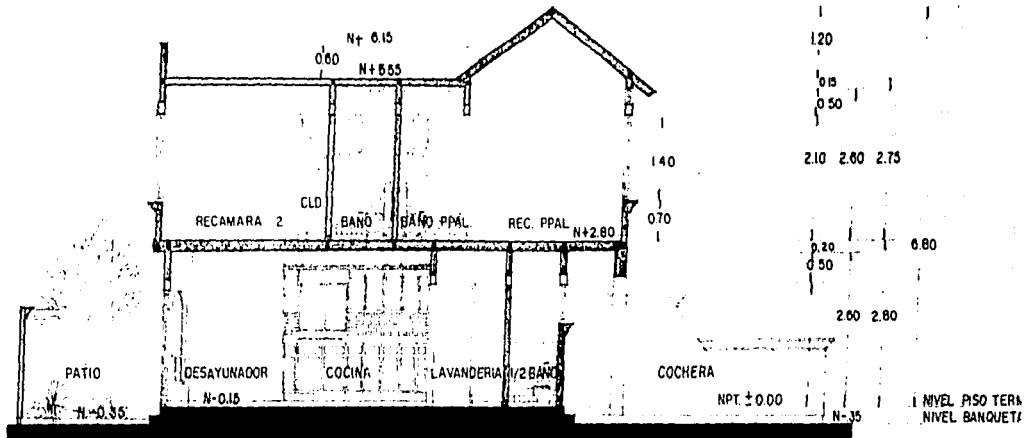 1.20
N+ 6.15
0.60
N+5.55
0.15
0.50
1.40
2.10 2.60 2.75
CLD
RECAMARA 2 BAÑO BAÑO PPAL. REC. PPAL
0.70
N+2.80
0.20
6.80
0.50
2.60 2.80
PATIO DESAYUNADOR COCINA LAVANDERIA 1/2 BAÑO COCHERA
N-0.15
NPT. ±0.00
NIVEL PISO TERM
N-0.35
N-35
NIVEL BANQUETA